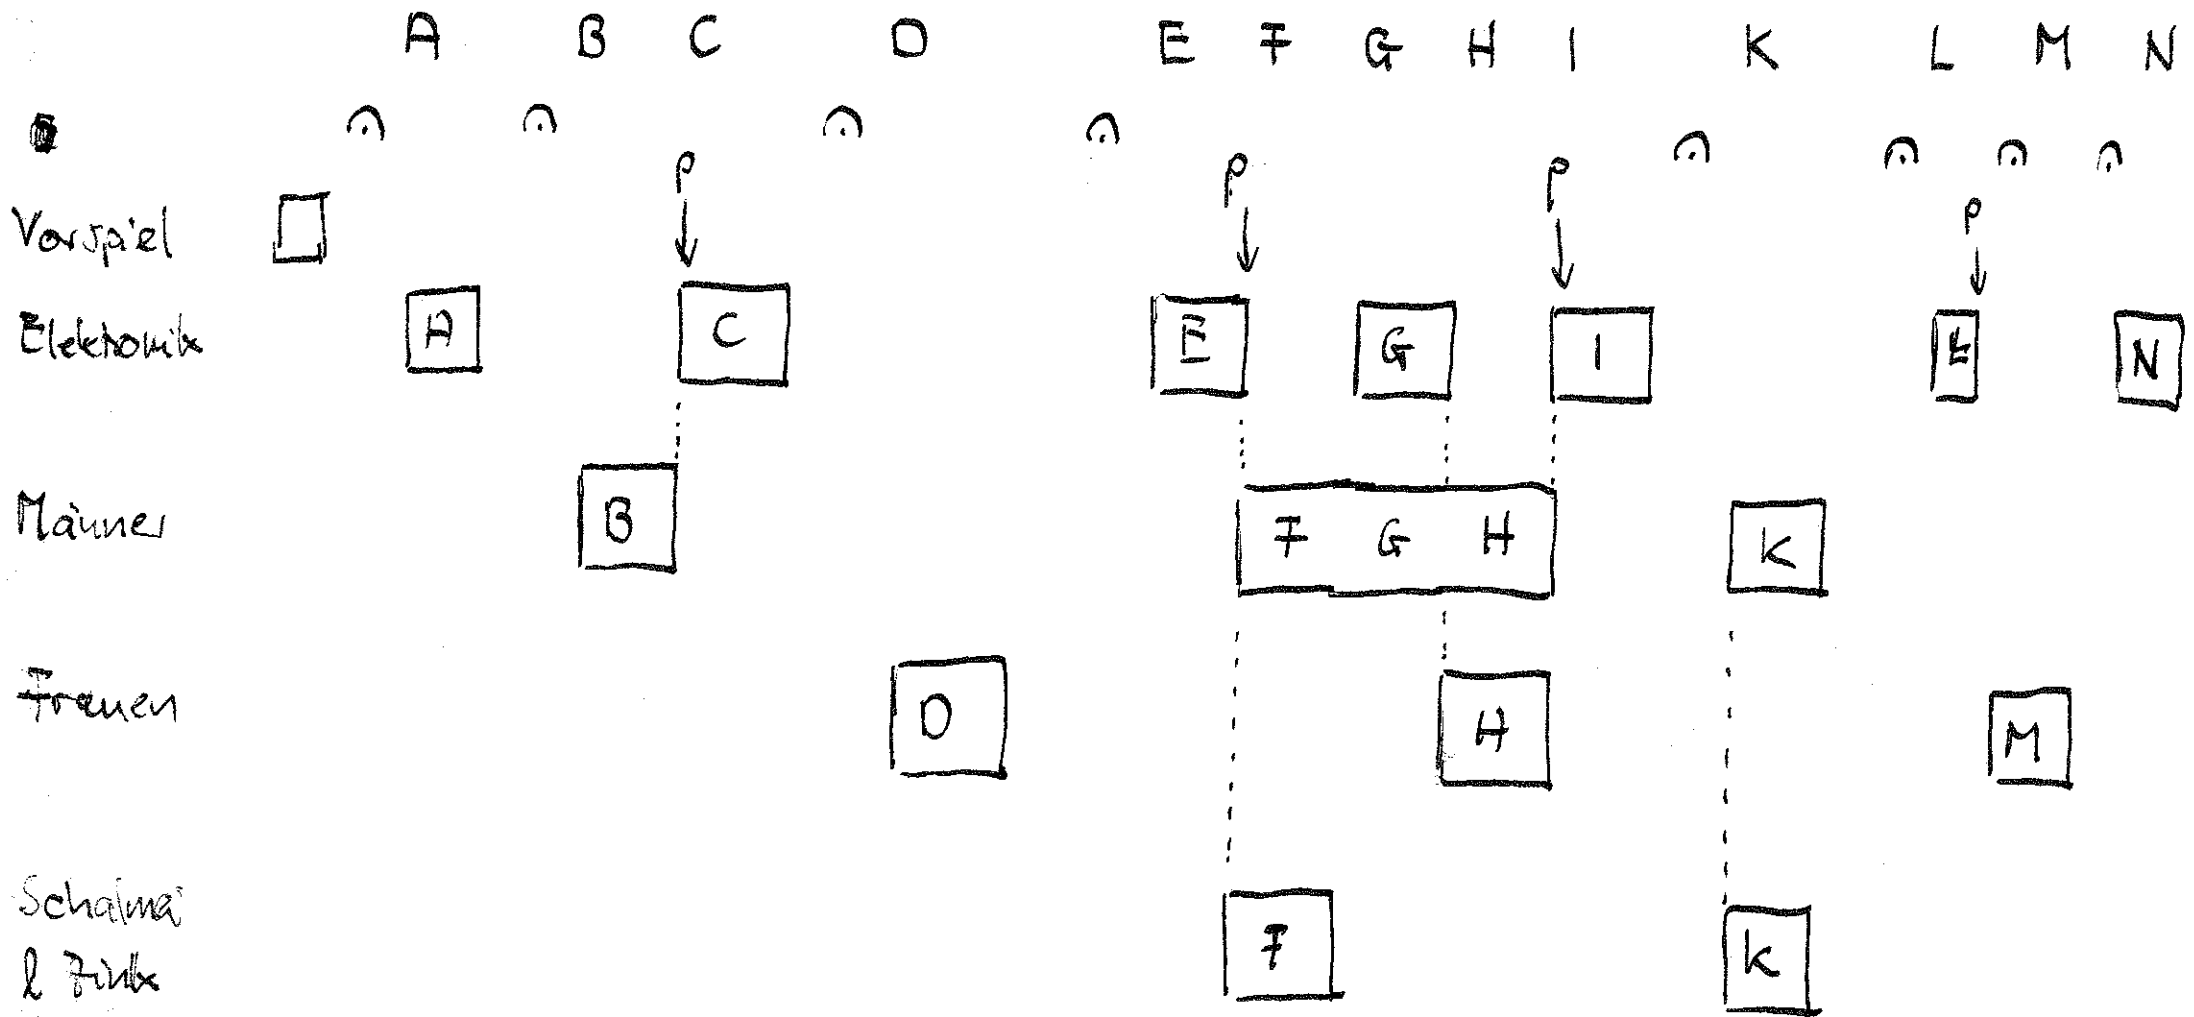 A B C D E F G H I K L M N
p p p p
Vorspiel
Elektronik A C E G I Ł N
Männer B F G H K
Frauen D H M
Schalmei F K
& Zink